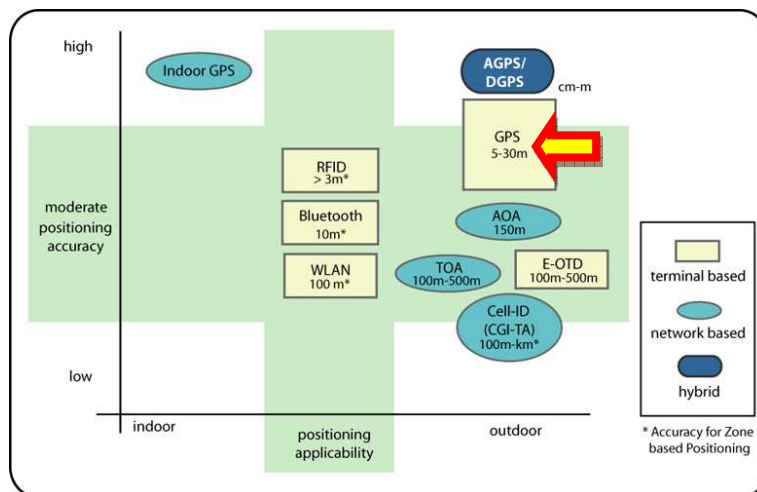 high
Indoor GPS
AGPS/
DGPS
cm-m
GPS
5-30m
RFID
> 3m*
moderate
positioning
accuracy
Bluetooth
10m*
AOA
150m
WLAN
100 m*
TOA
100m-500m
E-OTD
100m-500m
Cell-ID
(CGI-TA)
100m-km*
low
indoor
positioning
applicability
outdoor
terminal based
network based
hybrid
* Accuracy for Zone
based Positioning